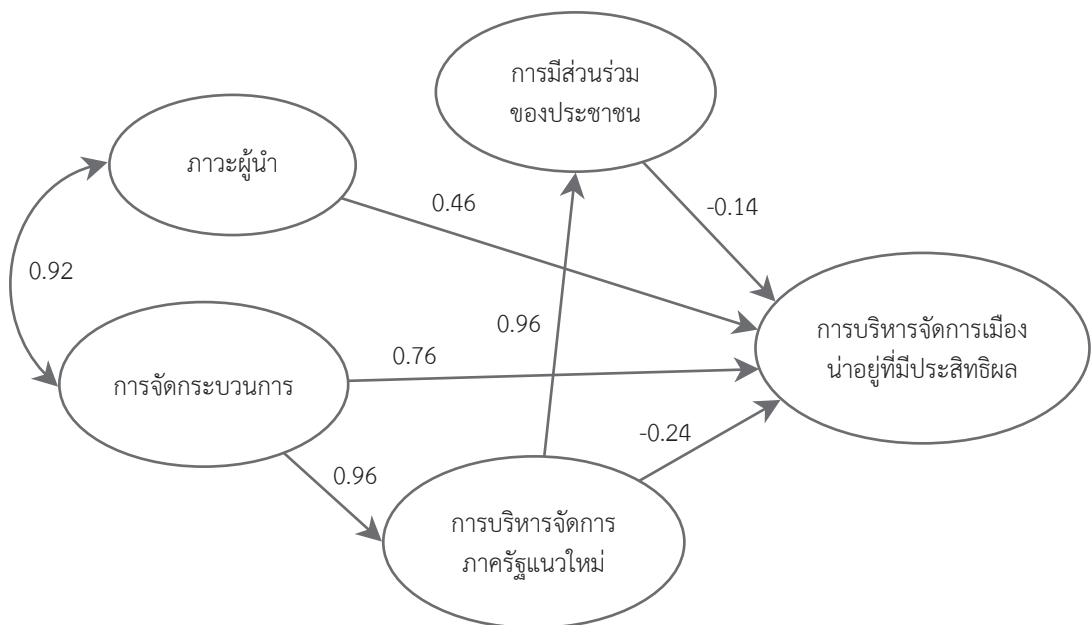 การมีส่วนร่วม
ของประชาชน
ภาวะผู้นำ
0.46
-0.14
0.92
การบริหารจัดการเมือง
น่าอยู่ที่มีประสิทธิผล
0.96
0.76
การจัดกระบวนการ
-0.24
0.96
การบริหารจัดการ
ภาครัฐแนวใหม่